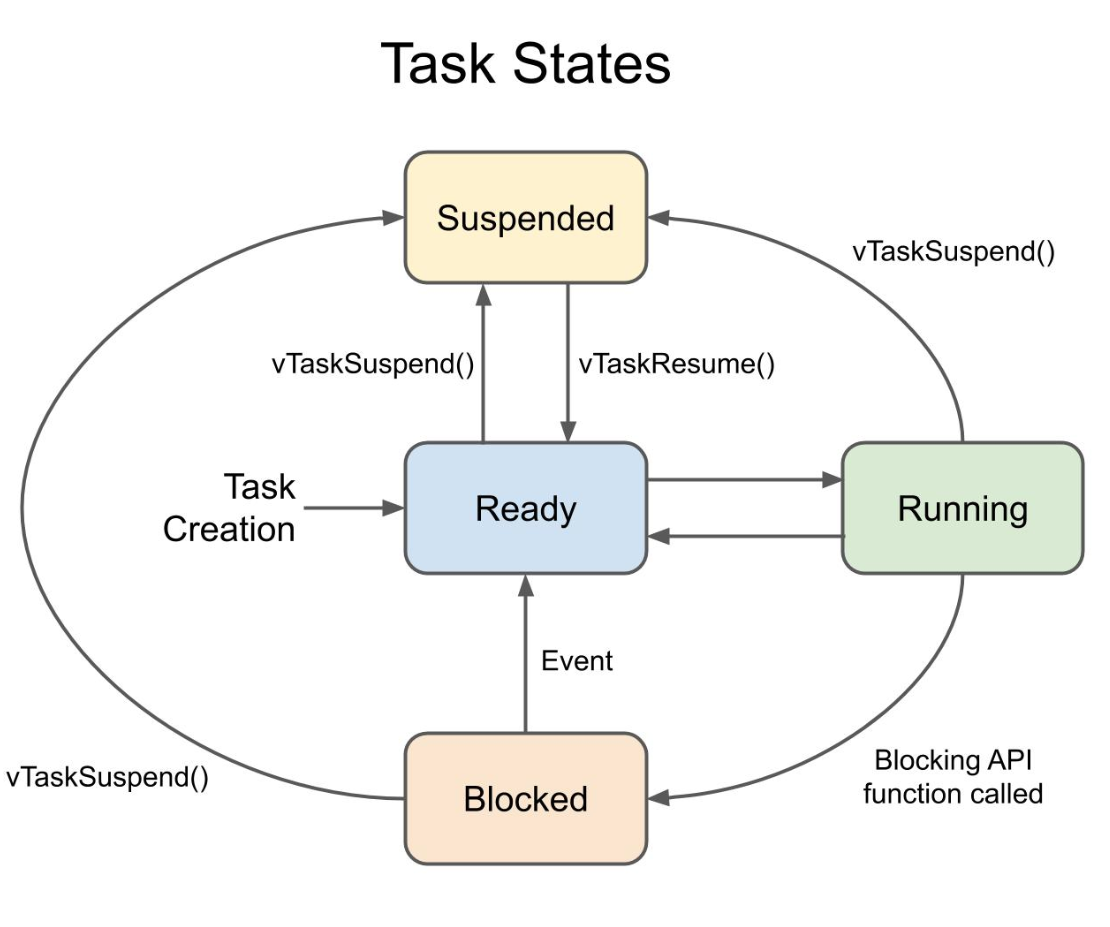 Task States
Suspended
vTaskSuspend()
vTaskSuspend()
vTaskResume()
Task
Creation
Ready
Running
Event
vTaskSuspend()
Blocked
Blocking API
function called